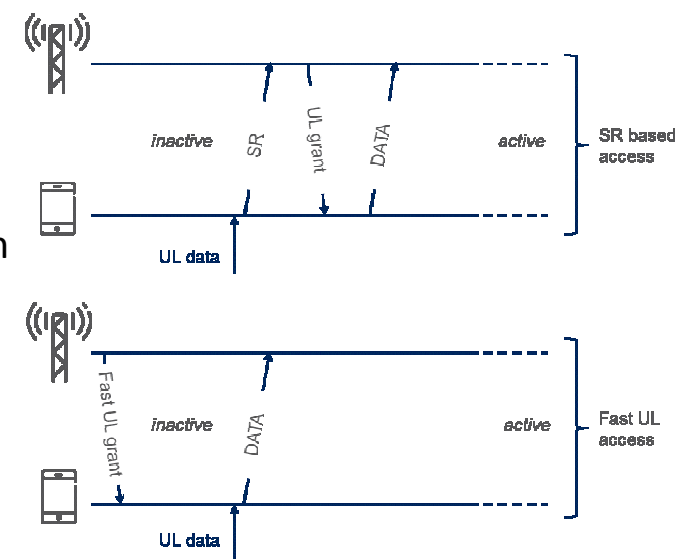 inactive
SR
UL grant
DATA
active
SR based
access
UL data
n
Fast UL grant
inactive
DATA
active
Fast UL
access
UL data